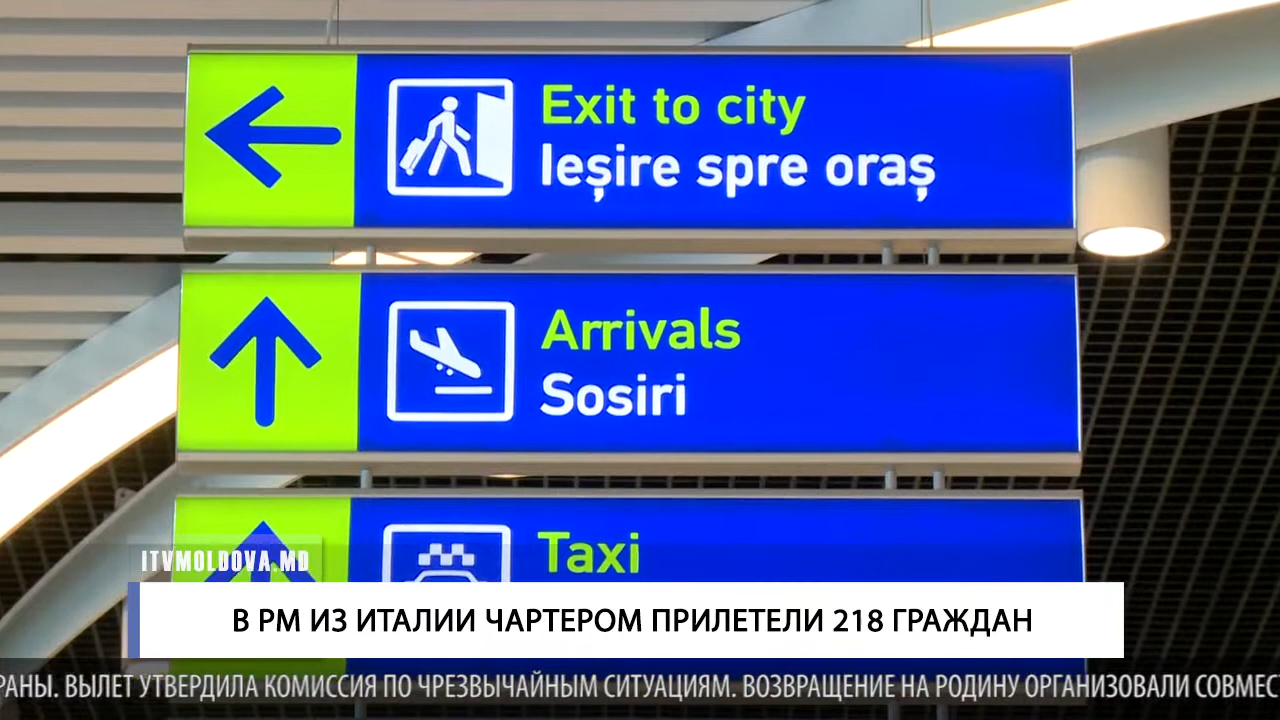 Exit to city
Ieșire spre oraș
Arrivals
Sosiri
Taxi
ITVMOLDOVA.MD
В РМ ИЗ ИТАЛИИ ЧАРТЕРОМ ПРИЛЕТЕЛИ 218 ГРАЖДАН
РАНЫ. ВЫЛЕТ УТВЕРДИЛА КОМИССИЯ ПО ЧРЕЗВЫЧАЙНЫМ СИТУАЦИЯМ. ВОЗВРАЩЕНИЕ НА РОДИНУ ОРГАНИЗОВАЛИ СОВМЕСТ